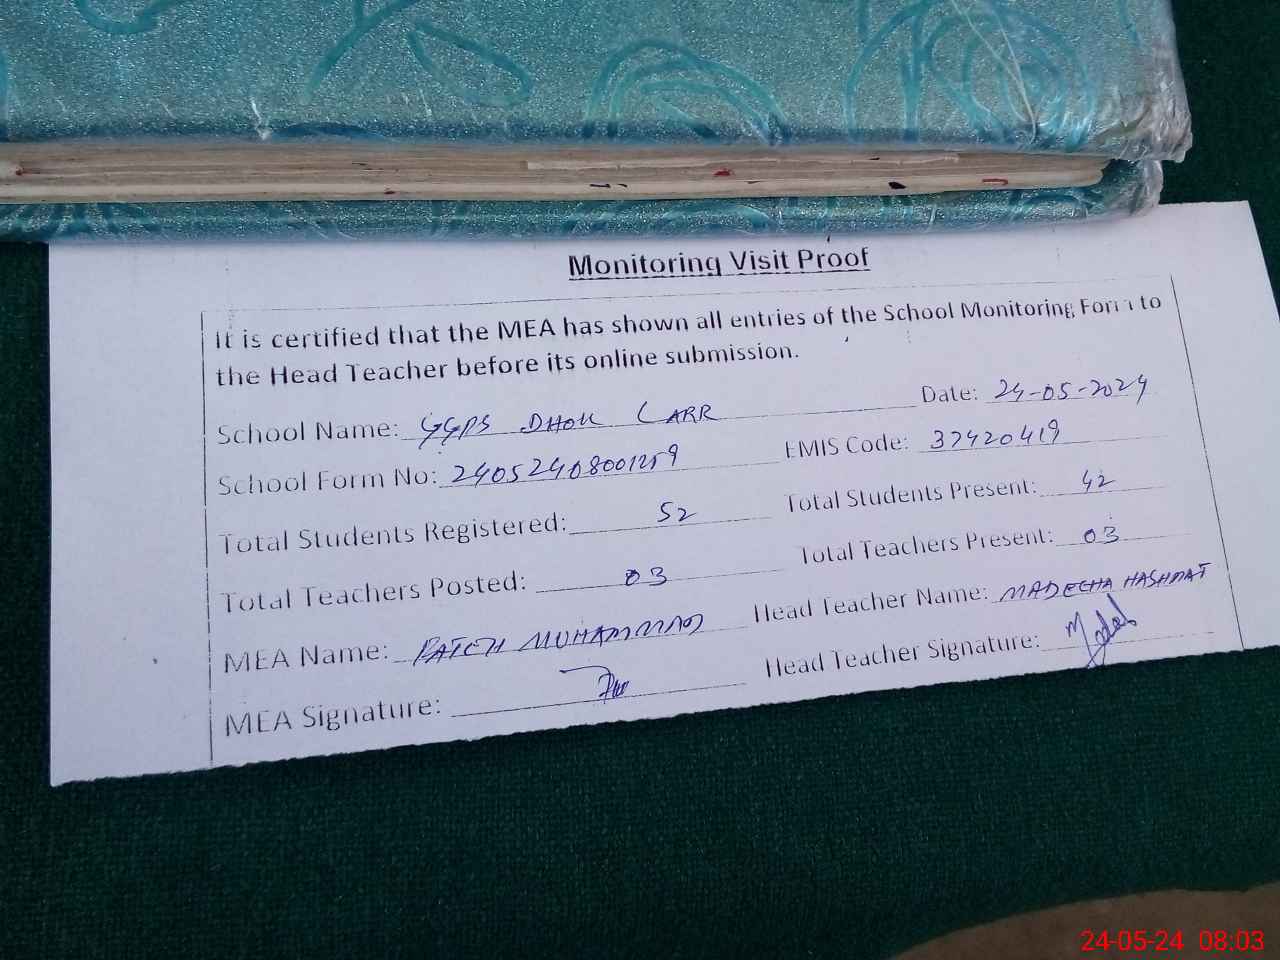 Monitoring Visit Proof
It is certified that the MEA has shown all entries of the School Monitoring Form to
the Head Teacher before its online submission.
School Name: GGPS DHOK CARR Date: 24-05-2024
School Form No: 24052408001259 EMIS Code: 37420419
Total Students Registered: 52 Total Students Present: 42
Total Teachers Posted: 03 Total Teachers Present: 03
MEA Name: FATEH MUHAMMAD Head Teacher Name: MADEEHA HASHMAT
MEA Signature: Head Teacher Signature:
24-05-24 08:03